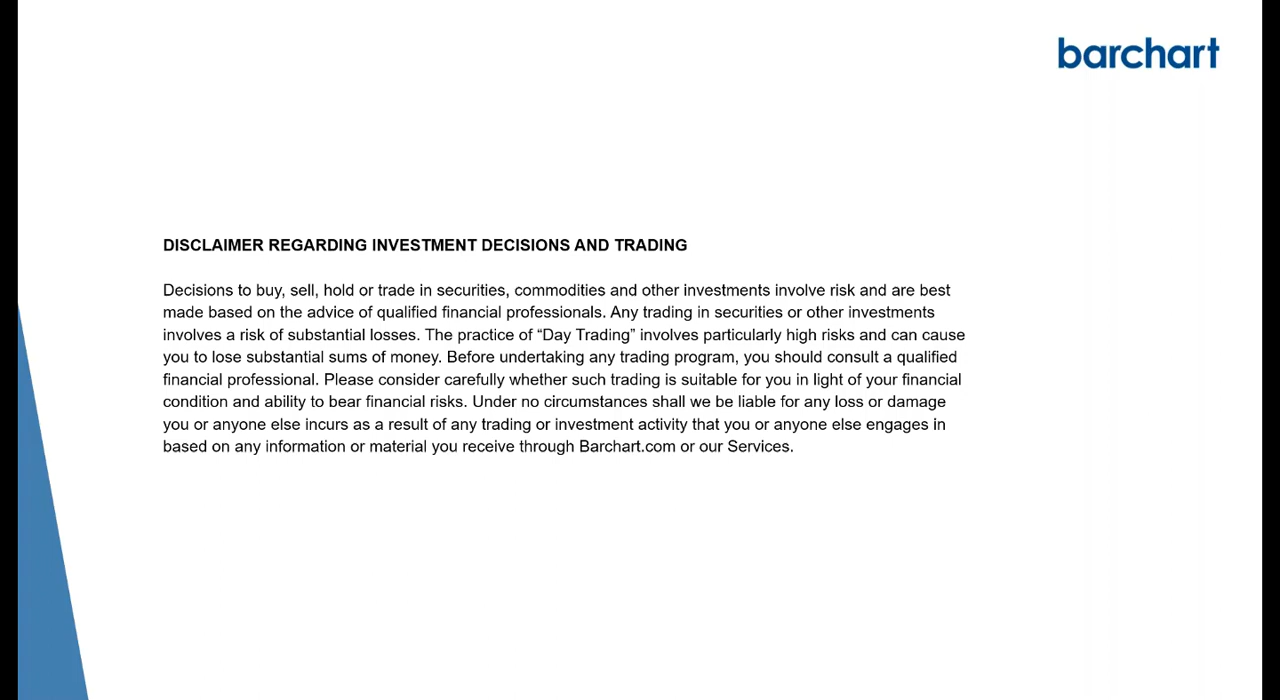 barchart
DISCLAIMER REGARDING INVESTMENT DECISIONS AND TRADING
Decisions to buy, sell, hold or trade in securities, commodities and other investments involve risk and are best
made based on the advice of qualified financial professionals. Any trading in securities or other investments
involves a risk of substantial losses. The practice of “Day Trading” involves particularly high risks and can cause
you to lose substantial sums of money. Before undertaking any trading program, you should consult a qualified
financial professional. Please consider carefully whether such trading is suitable for you in light of your financial
condition and ability to bear financial risks. Under no circumstances shall we be liable for any loss or damage
you or anyone else incurs as a result of any trading or investment activity that you or anyone else engages in
based on any information or material you receive through Barchart.com or our Services.